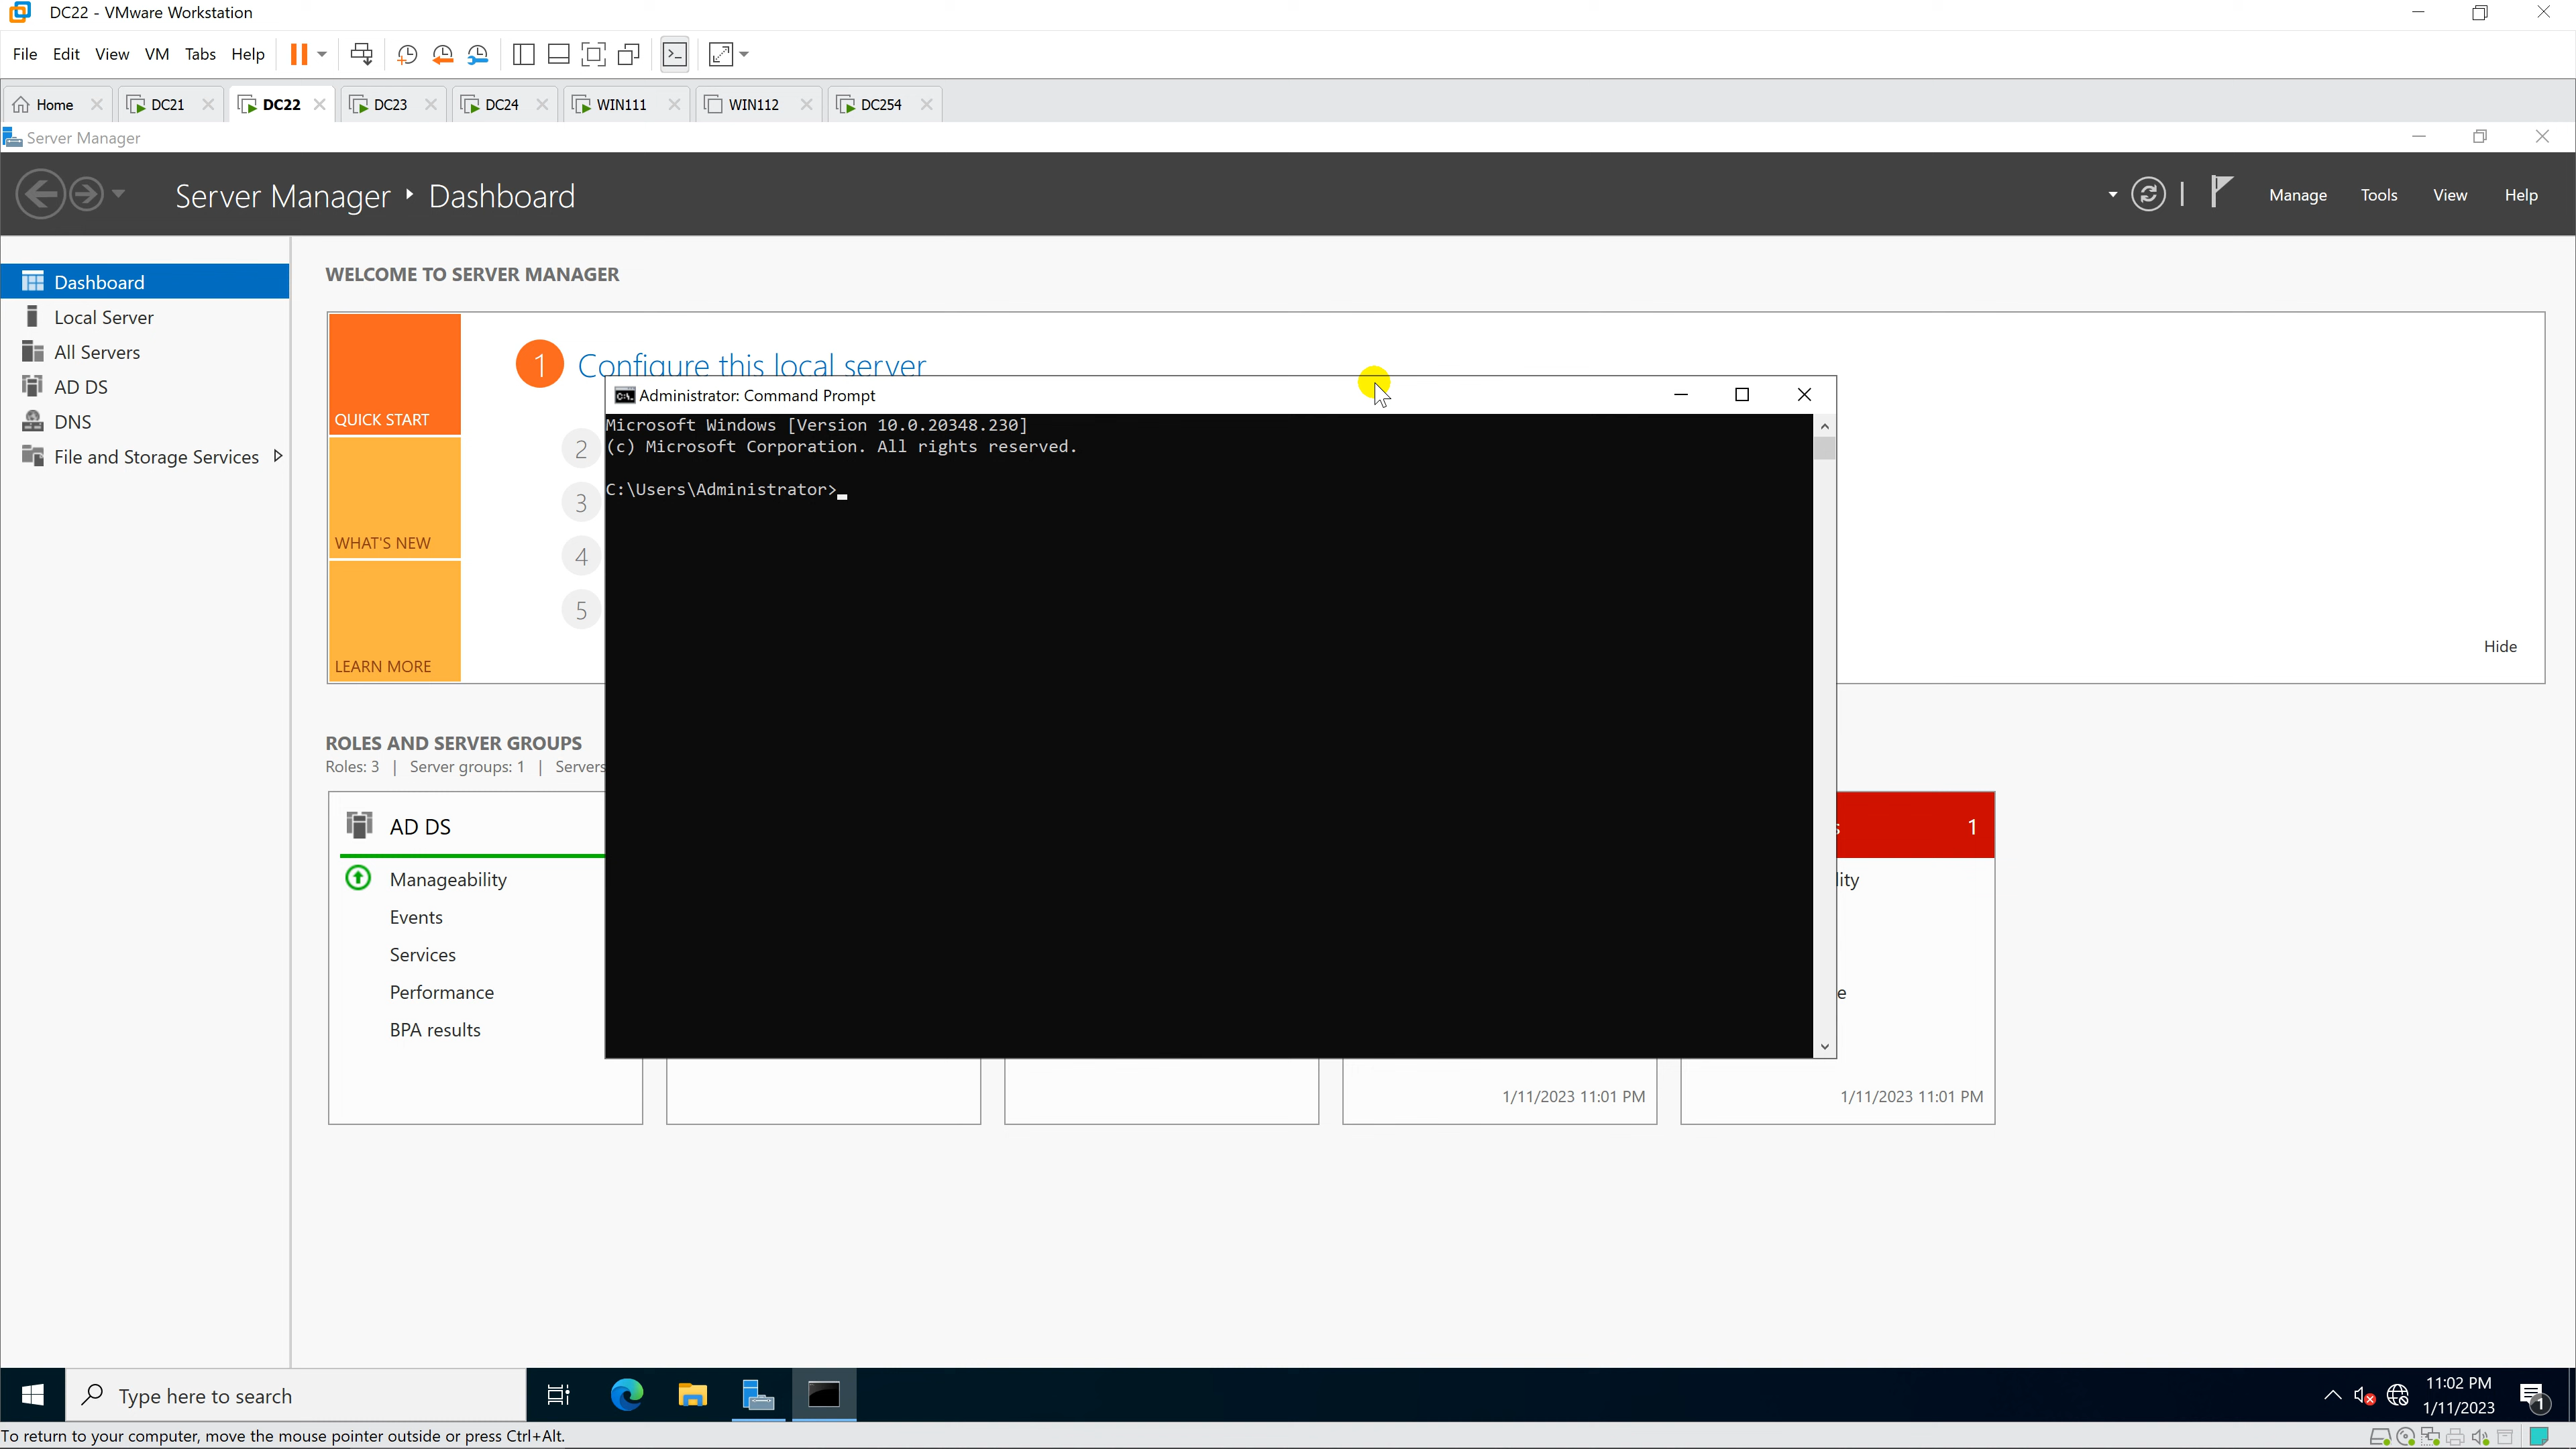 DC22 - VMware Workstation
File Edit View VM Tabs Help
Home DC21 DC22 DC23 DC24 WIN111 WIN112 DC254
Server Manager
Server Manager Dashboard
Manage Tools View Help
Dashboard
Local Server
All Servers
AD DS
DNS
File and Storage Services
WELCOME TO SERVER MANAGER
QUICK START
WHAT'S NEW
LEARN MORE
1 Configure this local server
2
3
4
5
Hide
Administrator: Command Prompt
Microsoft Windows [Version 10.0.20348.230]
(c) Microsoft Corporation. All rights reserved.
C:\Users\Administrator>
ROLES AND SERVER GROUPS
Roles: 3 | Server groups: 1 | Servers
AD DS
Manageability
Events
Services
Performance
BPA results
1
1/11/2023 11:01 PM
1/11/2023 11:01 PM
Type here to search
11:02 PM
1/11/2023
1
To return to your computer, move the mouse pointer outside or press Ctrl+Alt.